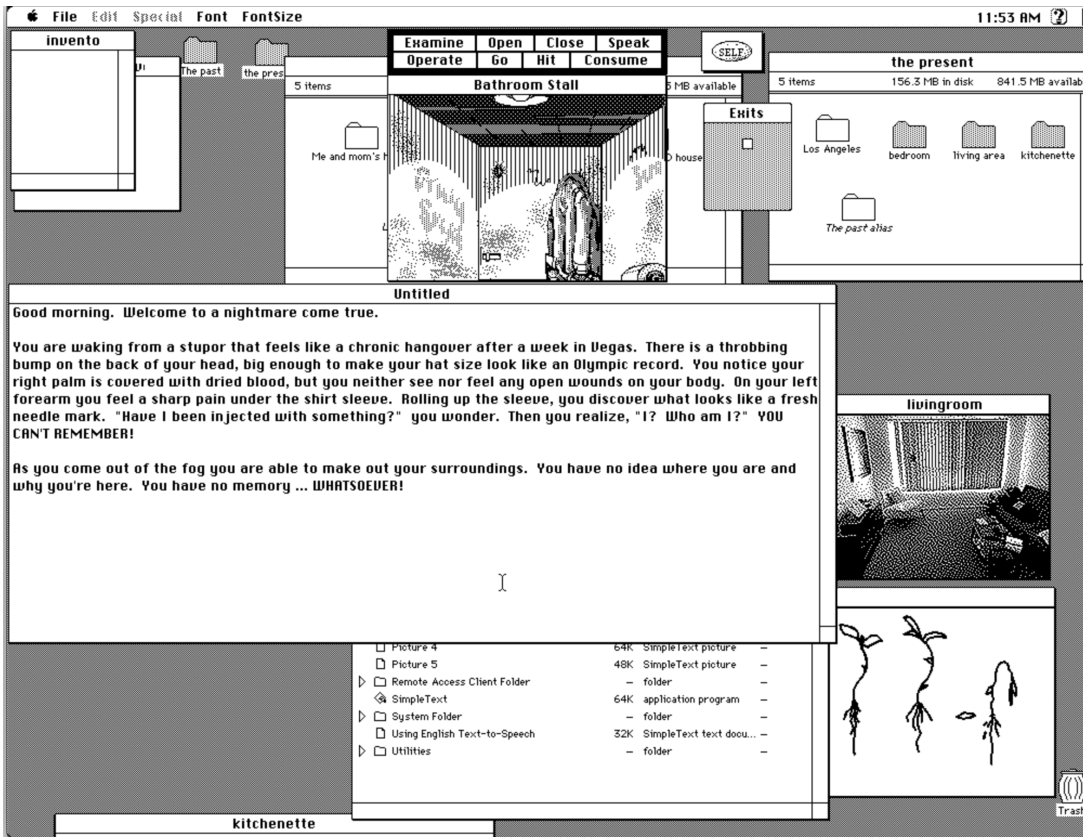 File Edit Special Font FontSize 11:53 AM
invento
The past
the pres
5 items
5 MB available
Me and mom's h
house
Examine Open Close Speak
Operate Go Hit Consume
Bathroom Stall
SELF
Exits
the present
5 items 156.3 MB in disk 841.5 MB availab
Los Angeles
bedroom
living area
kitchenette
The past alias
Untitled
Good morning. Welcome to a nightmare come true.
You are waking from a stupor that feels like a chronic hangover after a week in Vegas. There is a throbbing
bump on the back of your head, big enough to make your hat size look like an Olympic record. You notice your
right palm is covered with dried blood, but you neither see nor feel any open wounds on your body. On your left
forearm you feel a sharp pain under the shirt sleeve. Rolling up the sleeve, you discover what looks like a fresh
needle mark. "Have I been injected with something?" you wonder. Then you realize, "I? Who am I?" YOU
CAN'T REMEMBER!
As you come out of the fog you are able to make out your surroundings. You have no idea where you are and
why you're here. You have no memory ... WHATSOEVER!
livingroom
Picture 4 64K SimpleText picture –
Picture 5 48K SimpleText picture –
Remote Access Client Folder – folder –
SimpleText 64K application program –
System Folder – folder –
Using English Text-to-Speech 32K SimpleText text docu... –
Utilities – folder –
Trash
kitchenette